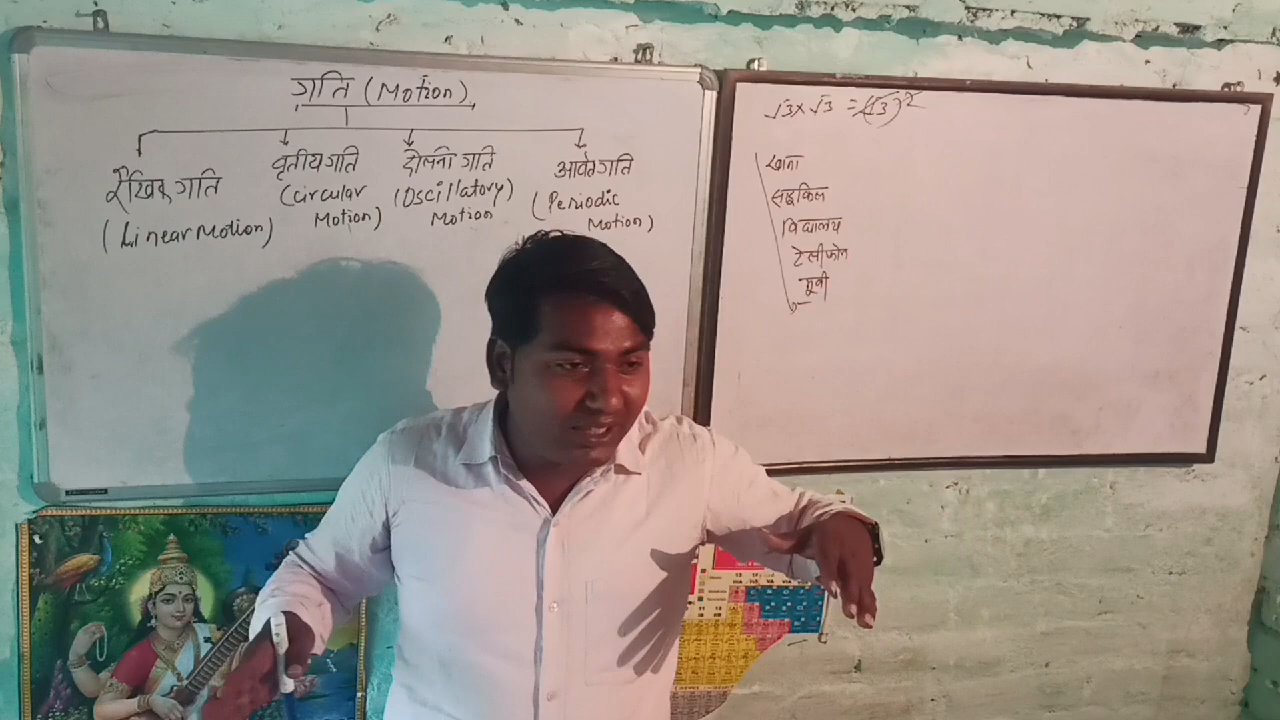 गति (Motion)
रैखिक गति
(Linear Motion)
वृतीय गति
(Circular
Motion)
दोलनी गति
(Oscillatory)
Motion
आवर्त गति
(Periodic
Motion)
√3 × √3 = (√3)²
खाना
साइकिल
विद्यालय
टेलीफोन